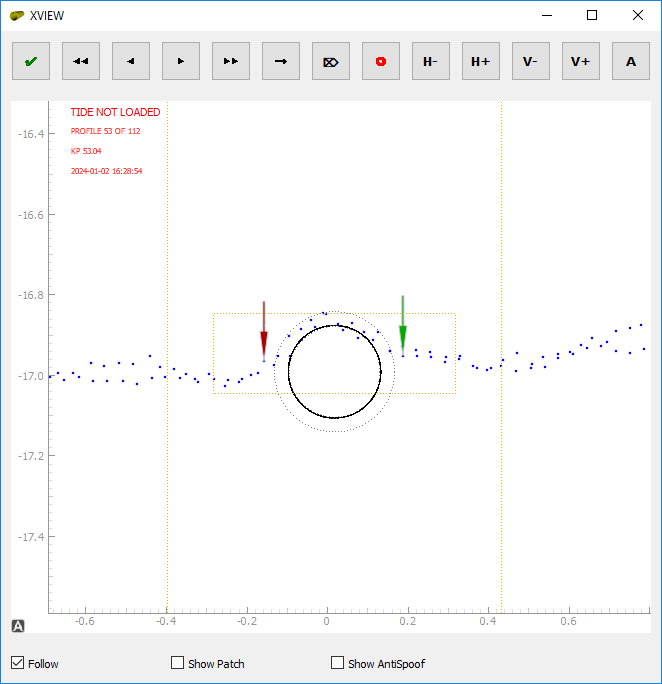 XVIEW
H- H+ V- V+ A
TIDE NOT LOADED
PROFILE 53 OF 112
KP 53.04
2024-01-02 16:28:54
-16.4
-16.6
-16.8
-17.0
-17.2
-17.4
-0.6 -0.4 -0.2 0 0.2 0.4 0.6
A
Follow Show Patch Show AntiSpoof